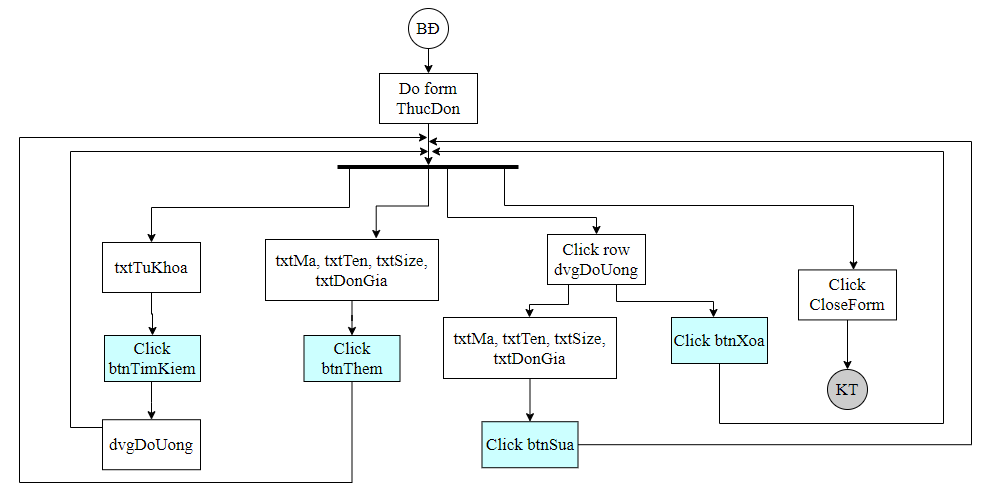 BĐ
Do form
ThucDon
txtTuKhoa
txtMa, txtTen, txtSize,
txtDonGia
Click row
dvgDoUong
Click
CloseForm
Click
btnTimKiem
Click
btnThem
txtMa, txtTen, txtSize,
txtDonGia
Click btnXoa
KT
dvgDoUong
Click btnSua